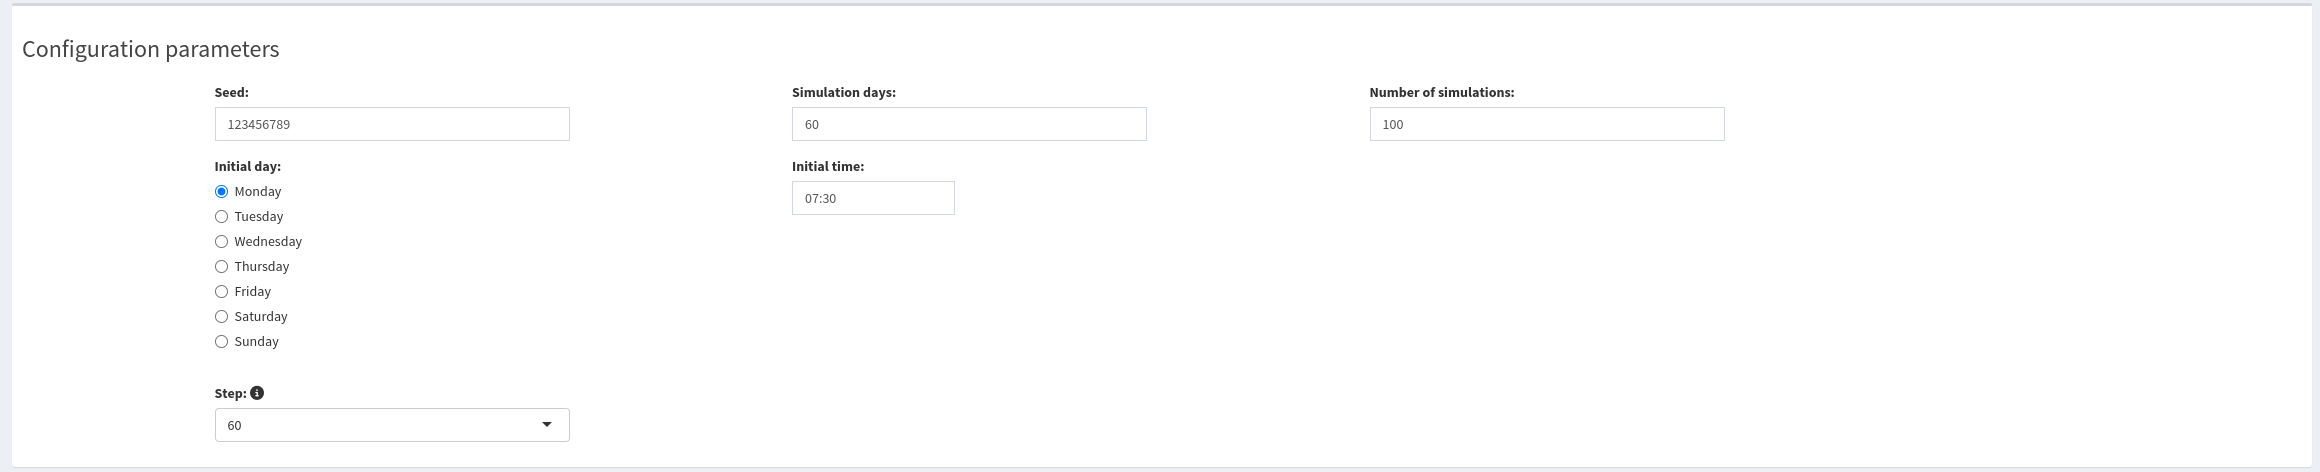 Configuration parameters
Seed:
123456789
Simulation days:
60
Number of simulations:
100
Initial day:
Monday
Tuesday
Wednesday
Thursday
Friday
Saturday
Sunday
Initial time:
07:30
Step:
60